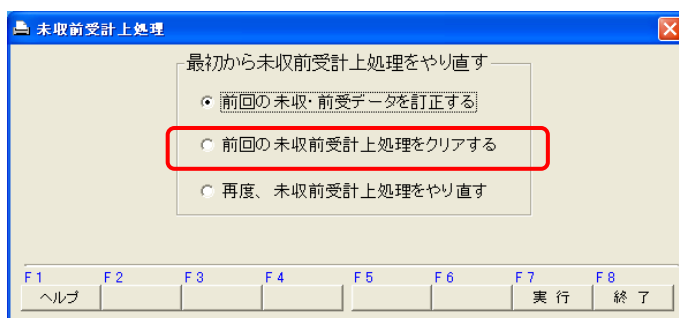 未収前受計上処理
最初から未収前受計上処理をやり直す
前回の未収・前受データを訂正する
前回の未収前受計上処理をクリアする
再度、未収前受計上処理をやり直す
F1 F2 F3 F4 F5 F6 F7 F8
ヘルプ 実行 終了